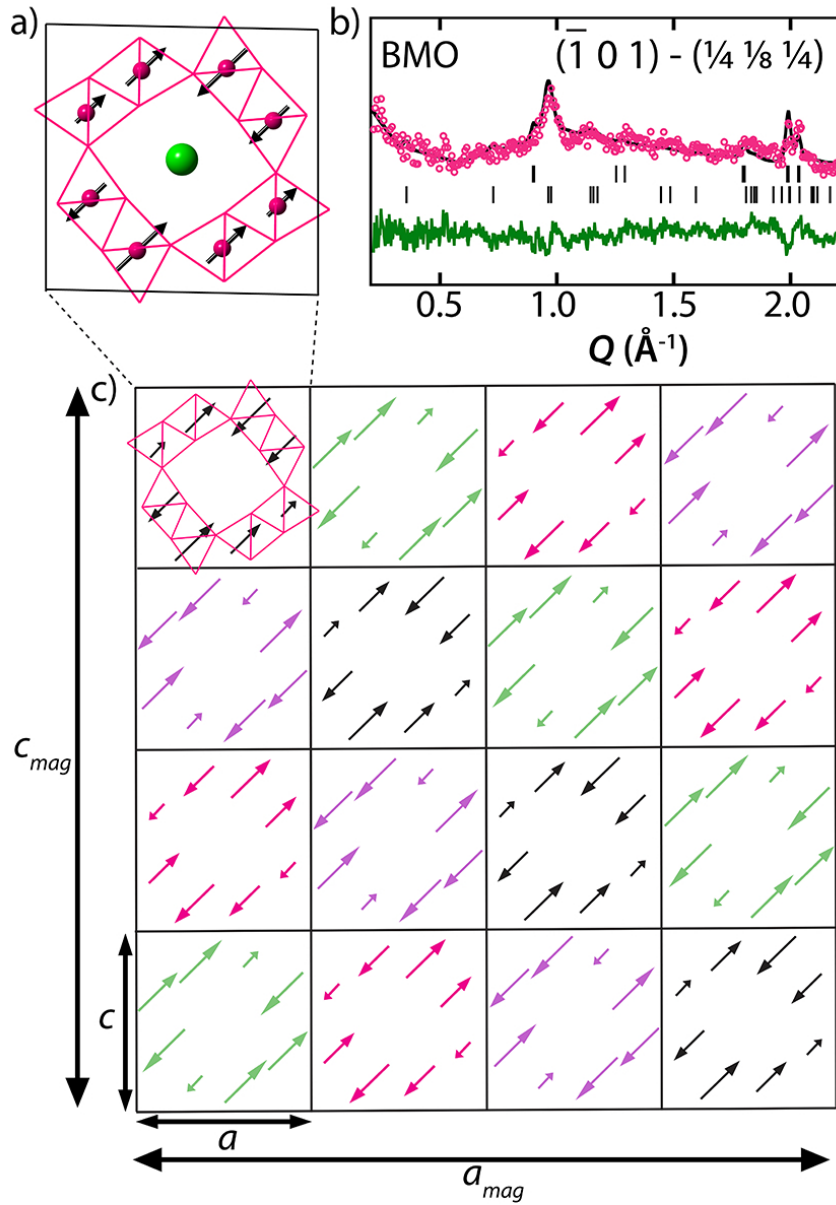 a)
b)
BMO (1̅ 0 1) - (¼ ⅛ ¼)
0.5 1.0 1.5 2.0
Q (Å⁻¹)
c)
c_mag
c
a
a_mag